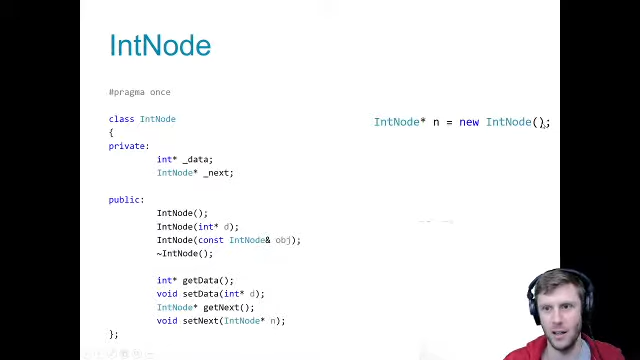 IntNode
#pragma once
class IntNode
{
private:
int* _data;
IntNode* _next;
public:
IntNode();
IntNode(int* d);
IntNode(const IntNode& obj);
~IntNode();
int* getData();
void setData(int* d);
IntNode* getNext();
void setNext(IntNode* n);
};
IntNode* n = new IntNode();